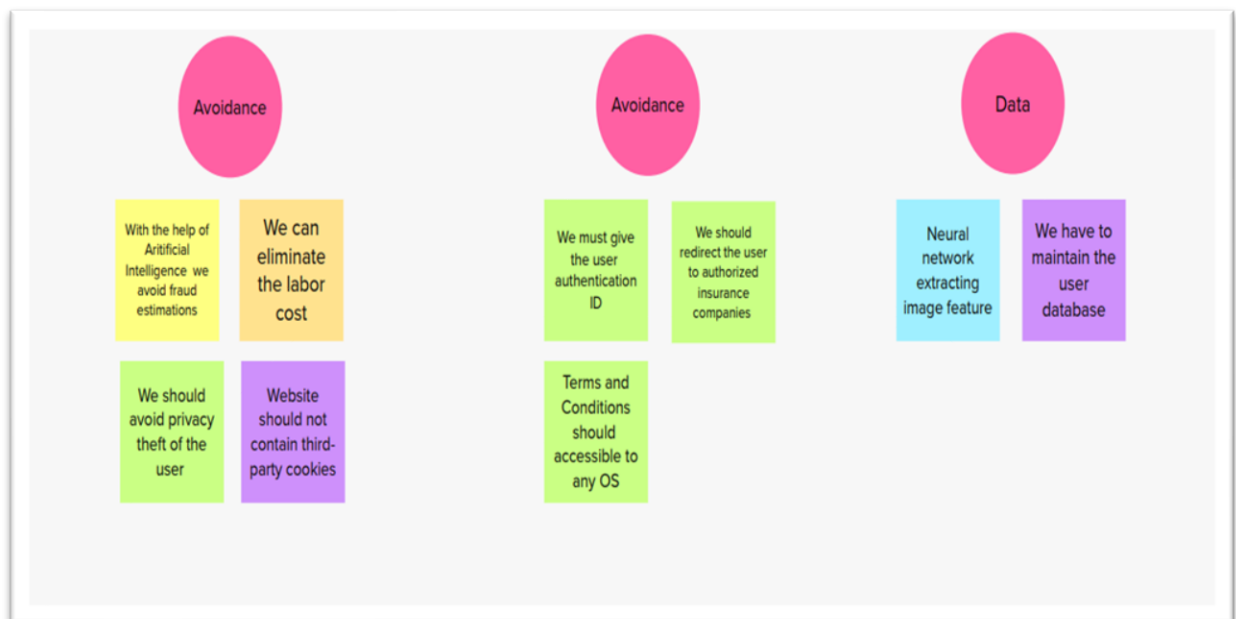 Avoidance
With the help of
Aritificial
Intelligence we
avoid fraud
estimations
We can
eliminate
the labor
cost
We should
avoid privacy
theft of the
user
Website
should not
contain third-
party cookies
Avoidance
We must give
the user
authentication
ID
We should
redirect the user
to authorized
insurance
companies
Terms and
Conditions
should
accessible to
any OS
Data
Neural
network
extracting
image feature
We have to
maintain the
user
database